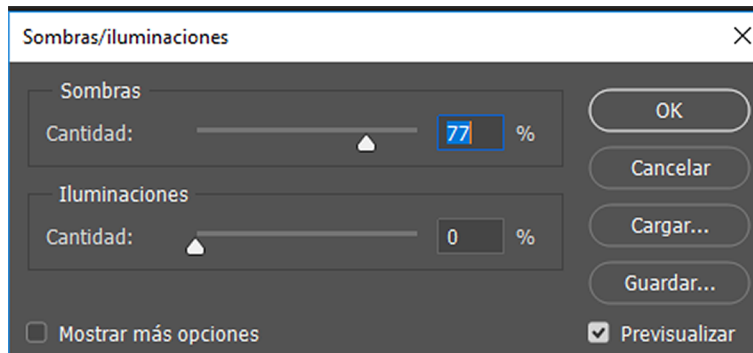 Sombras/iluminaciones
Sombras
Cantidad: 77 %
Iluminaciones
Cantidad: 0 %
Mostrar más opciones
OK
Cancelar
Cargar...
Guardar...
Previsualizar